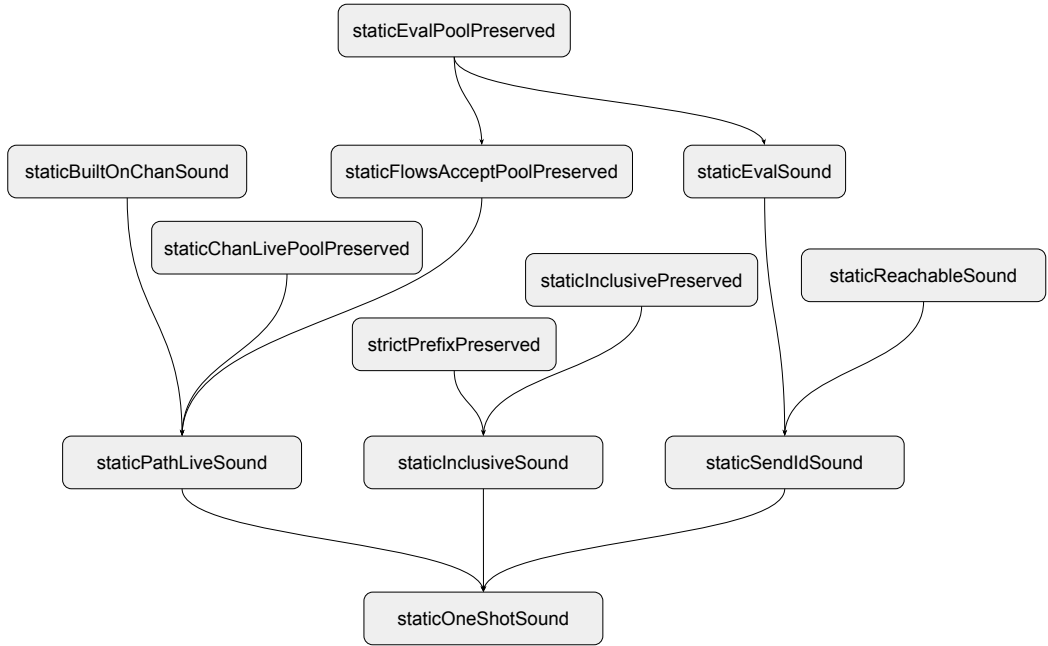 staticEvalPoolPreserved
staticBuiltOnChanSound
staticFlowsAcceptPoolPreserved
staticEvalSound
staticChanLivePoolPreserved
staticInclusivePreserved
staticReachableSound
strictPrefixPreserved
staticPathLiveSound
staticInclusiveSound
staticSendIdSound
staticOneShotSound